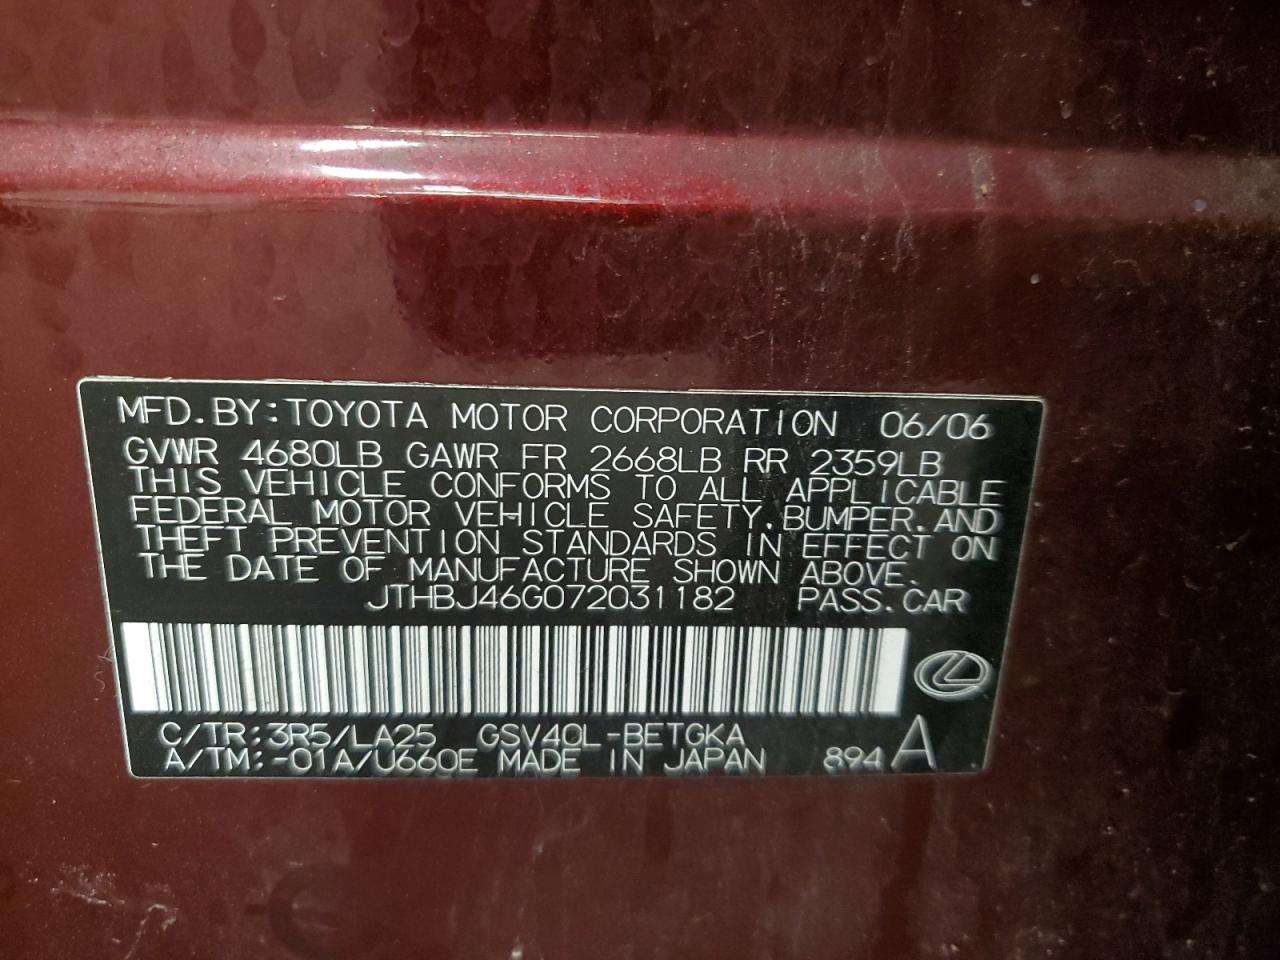 MFD.BY:TOYOTA MOTOR CORPORATION 06/06
GVWR 4680LB GAWR FR 2668LB RR 2359LB
THIS VEHICLE CONFORMS TO ALL APPLICABLE
FEDERAL MOTOR VEHICLE SAFETY.BUMPER.AND
THEFT PREVENTION STANDARDS IN EFFECT ON
THE DATE OF MANUFACTURE SHOWN ABOVE.
JTHBJ46G072031182 PASS.CAR
C/TR:3R5/LA25 GSV40L-BETGKA
A/TM:-01A/U660E MADE IN JAPAN 894 A